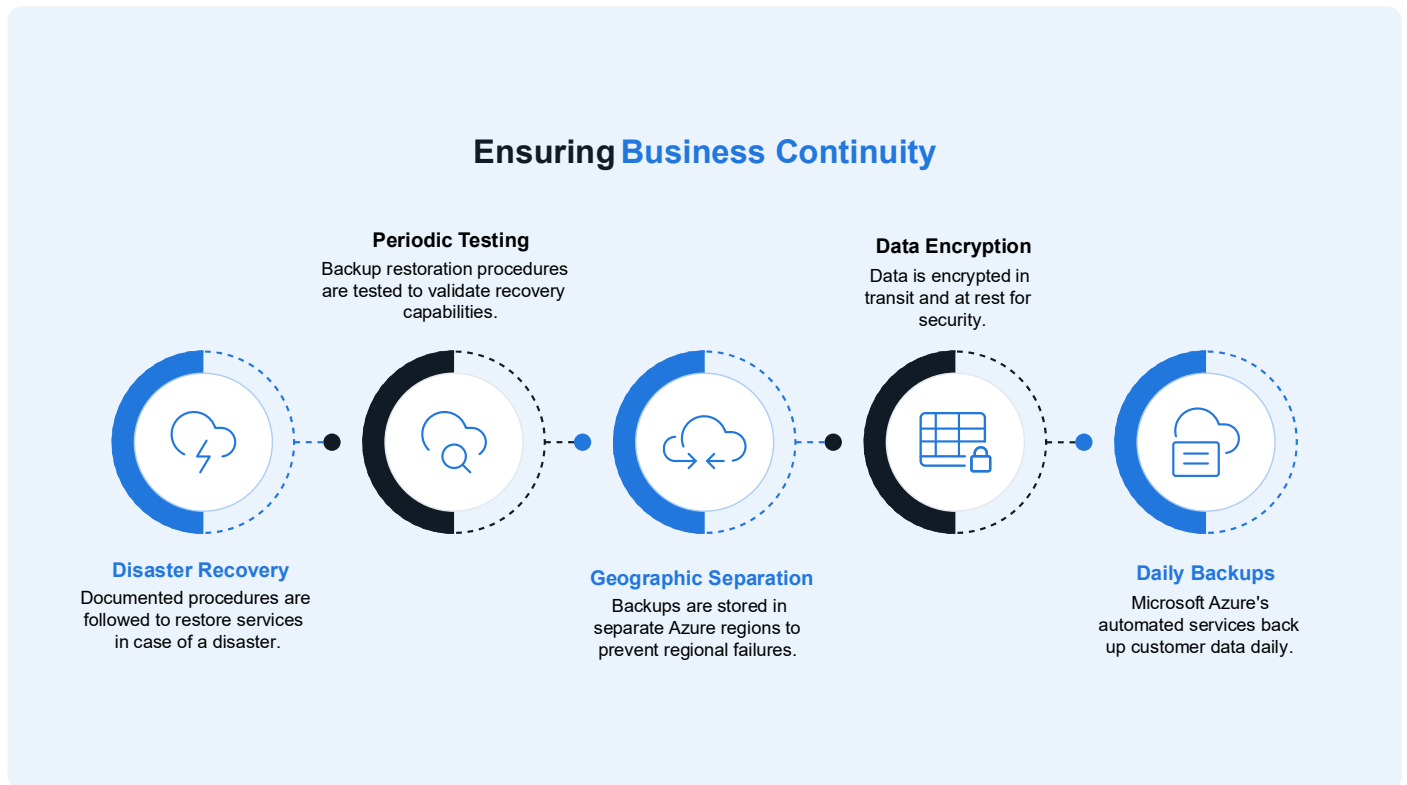 Ensuring Business Continuity
Periodic Testing
Backup restoration procedures
are tested to validate recovery
capabilities.
Data Encryption
Data is encrypted in
transit and at rest for
security.
Disaster Recovery
Documented procedures are
followed to restore services
in case of a disaster.
Geographic Separation
Backups are stored in
separate Azure regions to
prevent regional failures.
Daily Backups
Microsoft Azure's
automated services back
up customer data daily.